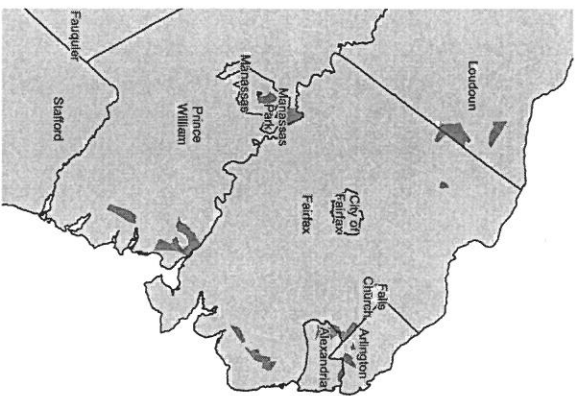 Loudoun
Fauquier
Manassas
Manassas
Park
Prince
William
Stafford
City of
Fairfax
Fairfax
Falls
Church
Arlington
Alexandria